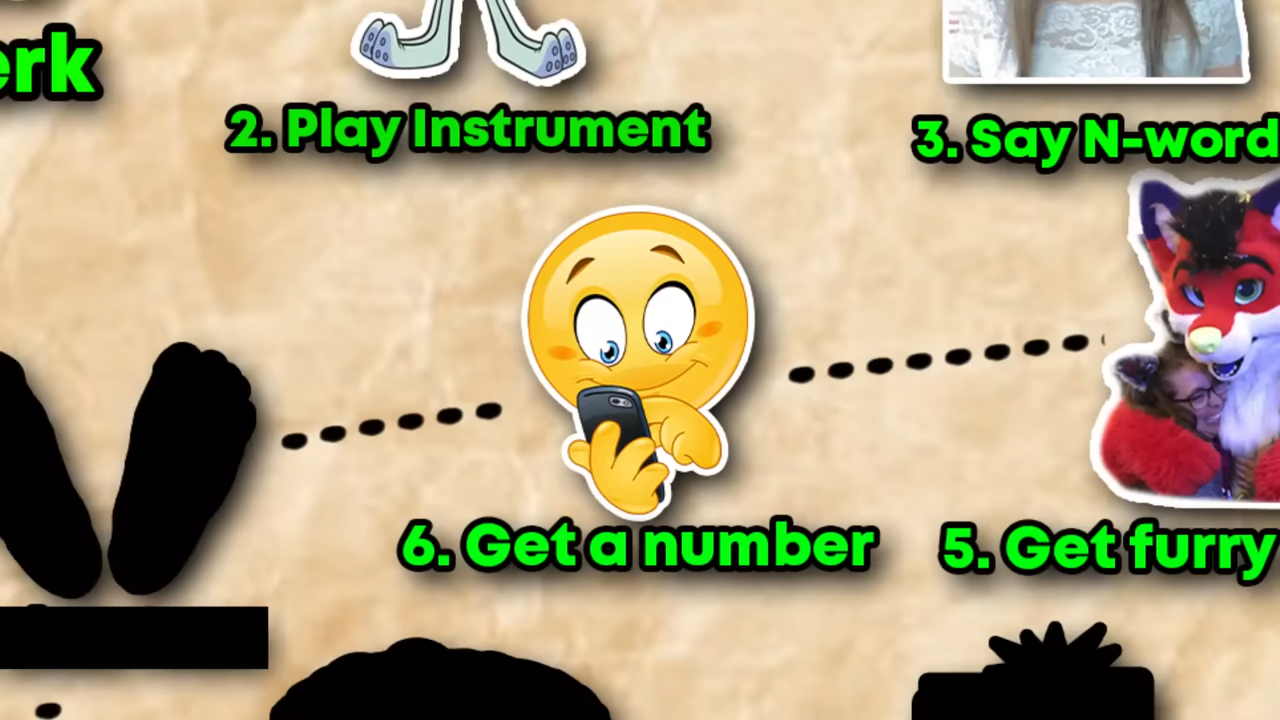 erk
2. Play Instrument
3. Say N-word
6. Get a number
5. Get furry